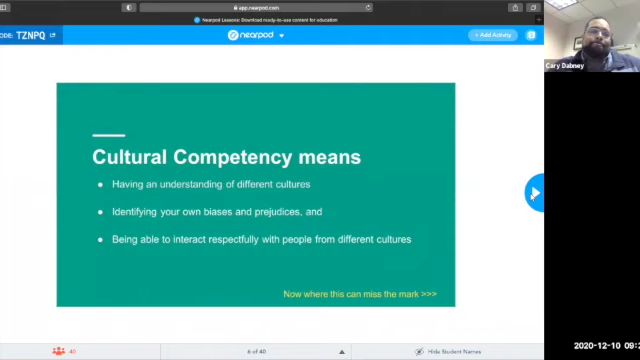 app.nearpod.com
Nearpod Lessons: Download ready-to-use content for education
ODE: TZNPQ
nearpod
+ Add Activity
Cary Dabney
Cultural Competency means
● Having an understanding of different cultures
● Identifying your own biases and prejudices, and
● Being able to interact respectfully with people from different cultures
Now where this can miss the mark >>>
40
6 of 40
Hide Student Names
2020-12-10 09:2